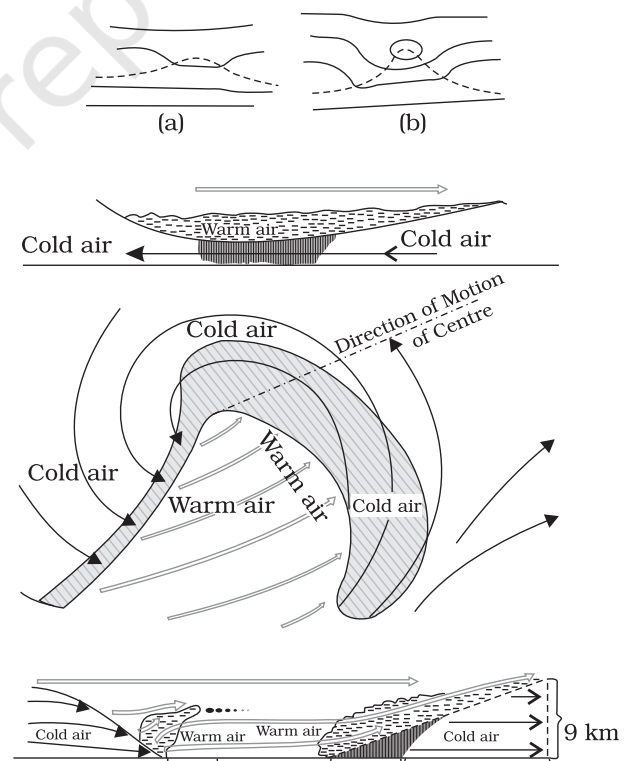 rep
(a)
(b)
Warm air
Cold air
Cold air
Direction of Motion
of Centre
Cold air
Cold air
Warm air
Warm air
Cold air
Cold air
Warm air
Warm air
Cold air
9 km